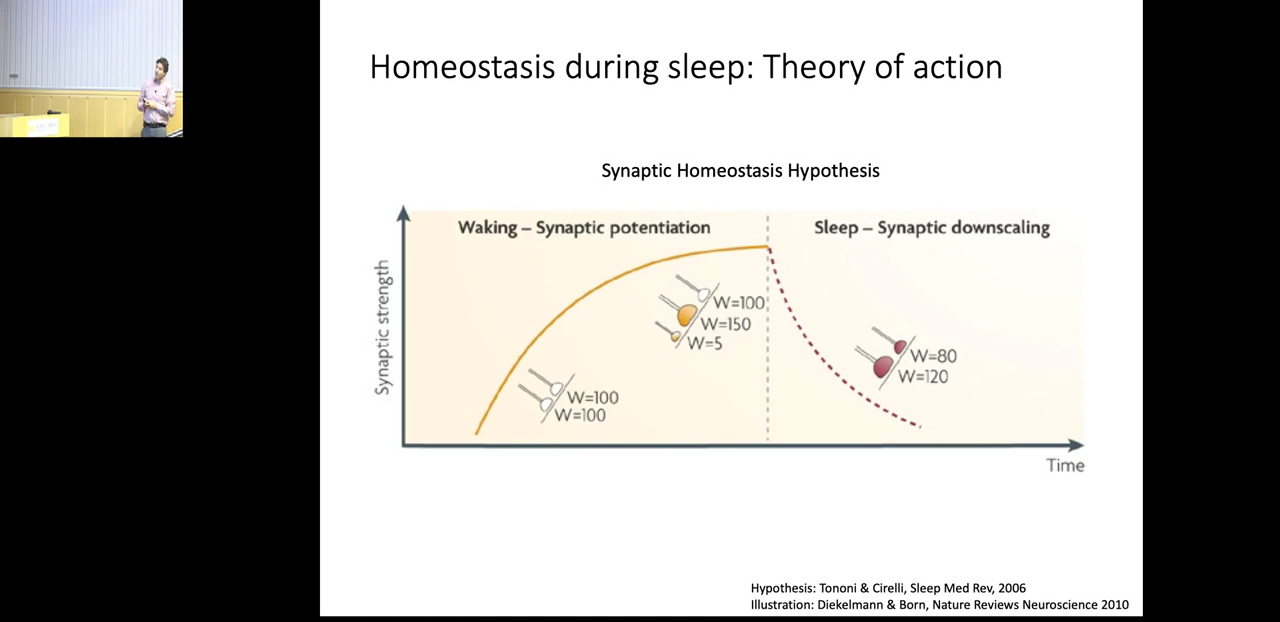 Homeostasis during sleep: Theory of action
Synaptic Homeostasis Hypothesis
Waking – Synaptic potentiation
Sleep – Synaptic downscaling
Synaptic strength
W=100
W=150
W=5
W=80
W=120
W=100
W=100
Time
Hypothesis: Tononi & Cirelli, Sleep Med Rev, 2006
Illustration: Diekelmann & Born, Nature Reviews Neuroscience 2010